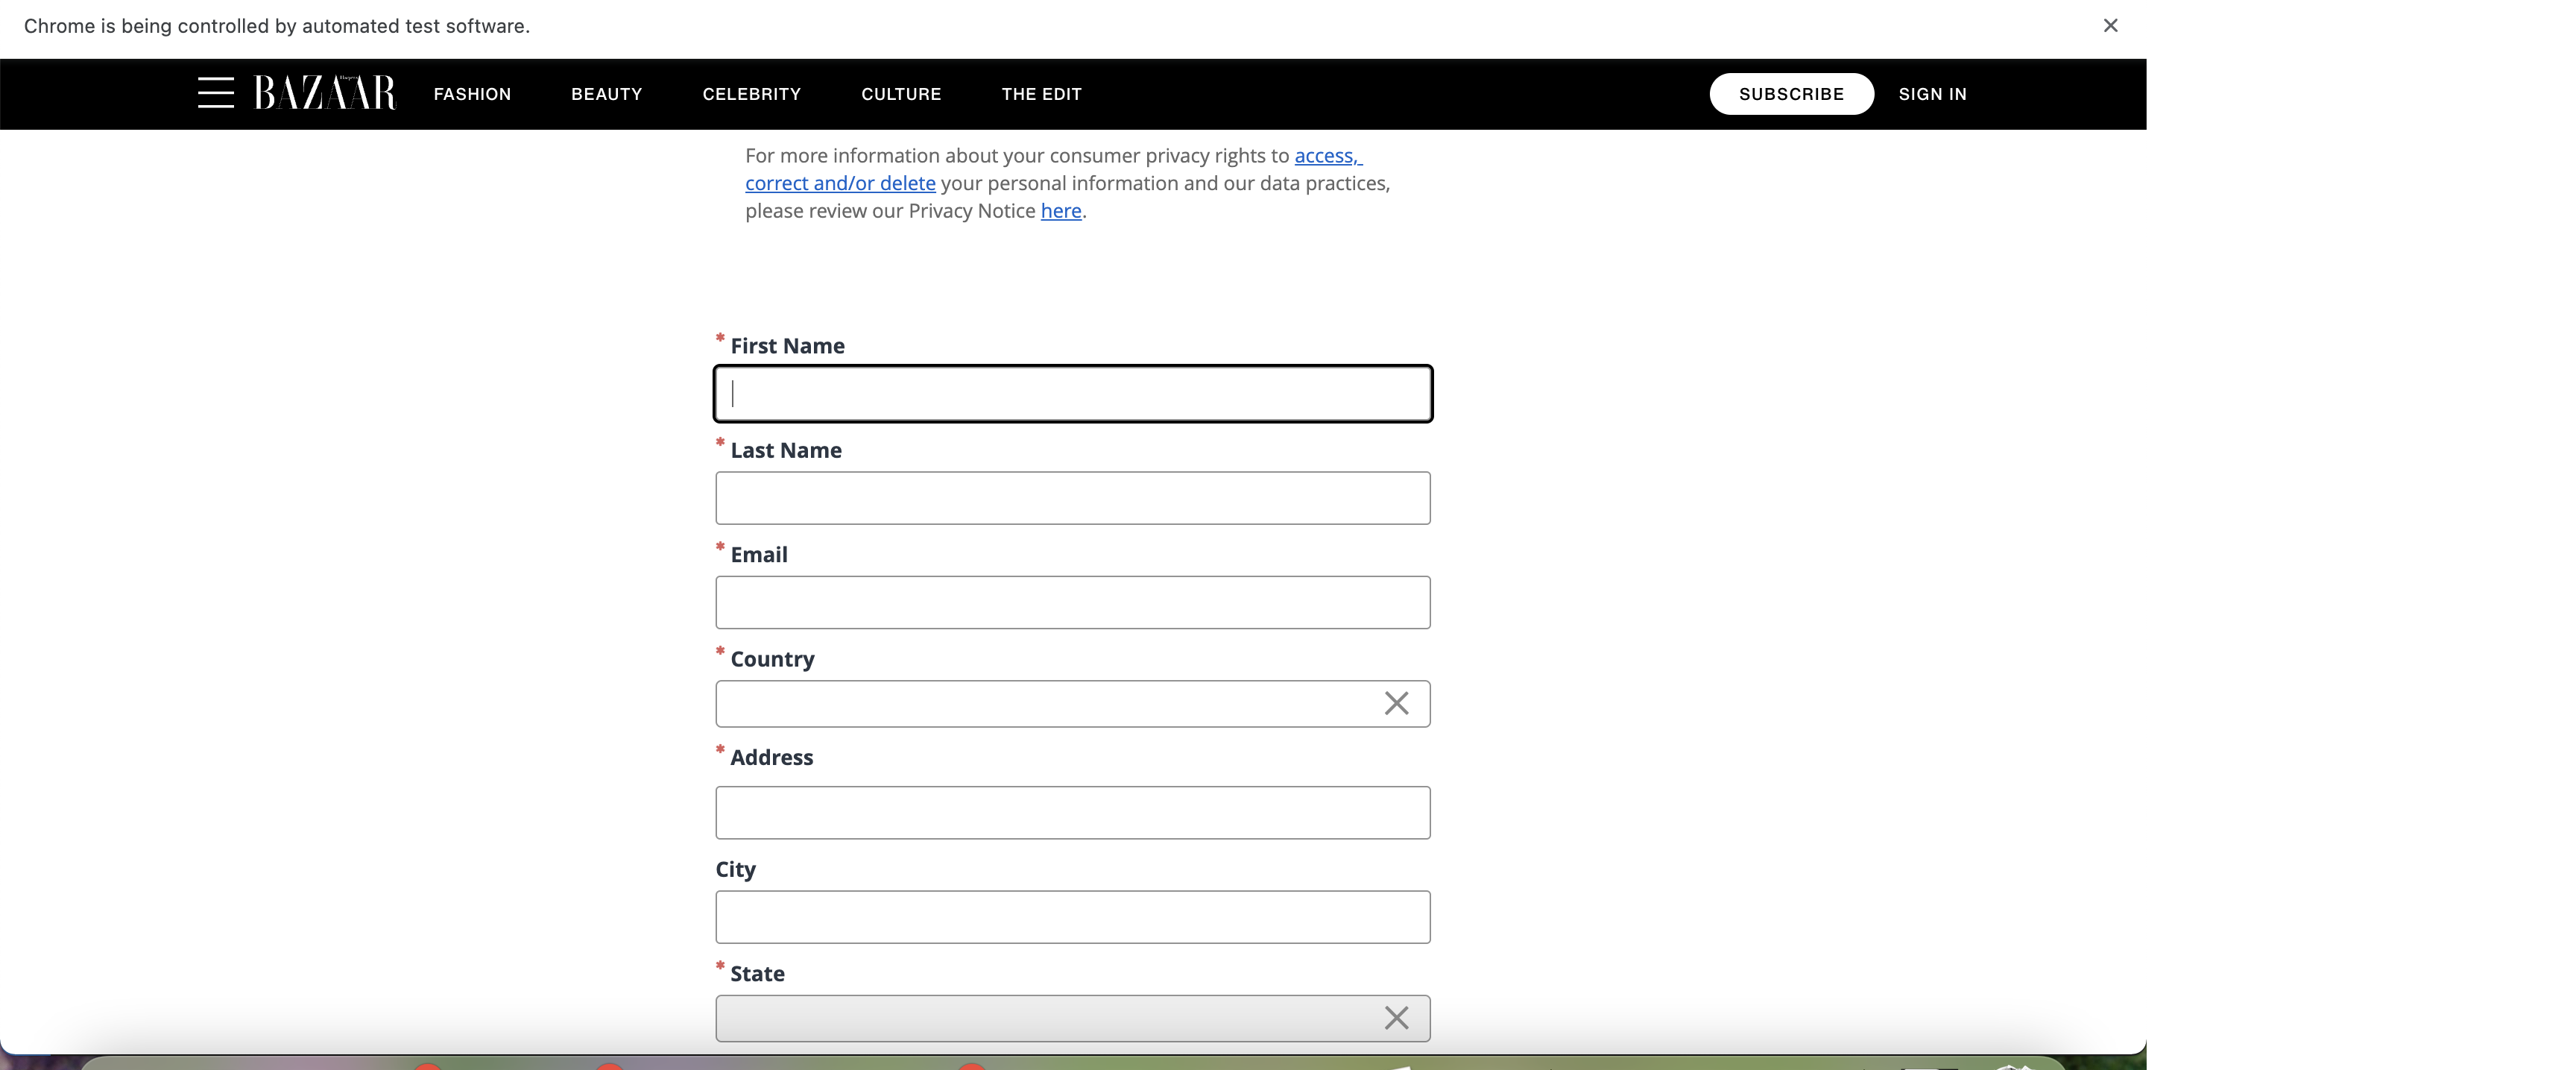 Chrome is being controlled by automated test software.
Harper's BAZAAR FASHION BEAUTY CELEBRITY CULTURE THE EDIT SUBSCRIBE SIGN IN
For more information about your consumer privacy rights to access,
correct and/or delete your personal information and our data practices,
please review our Privacy Notice here.
* First Name
* Last Name
* Email
* Country
* Address
City
* State